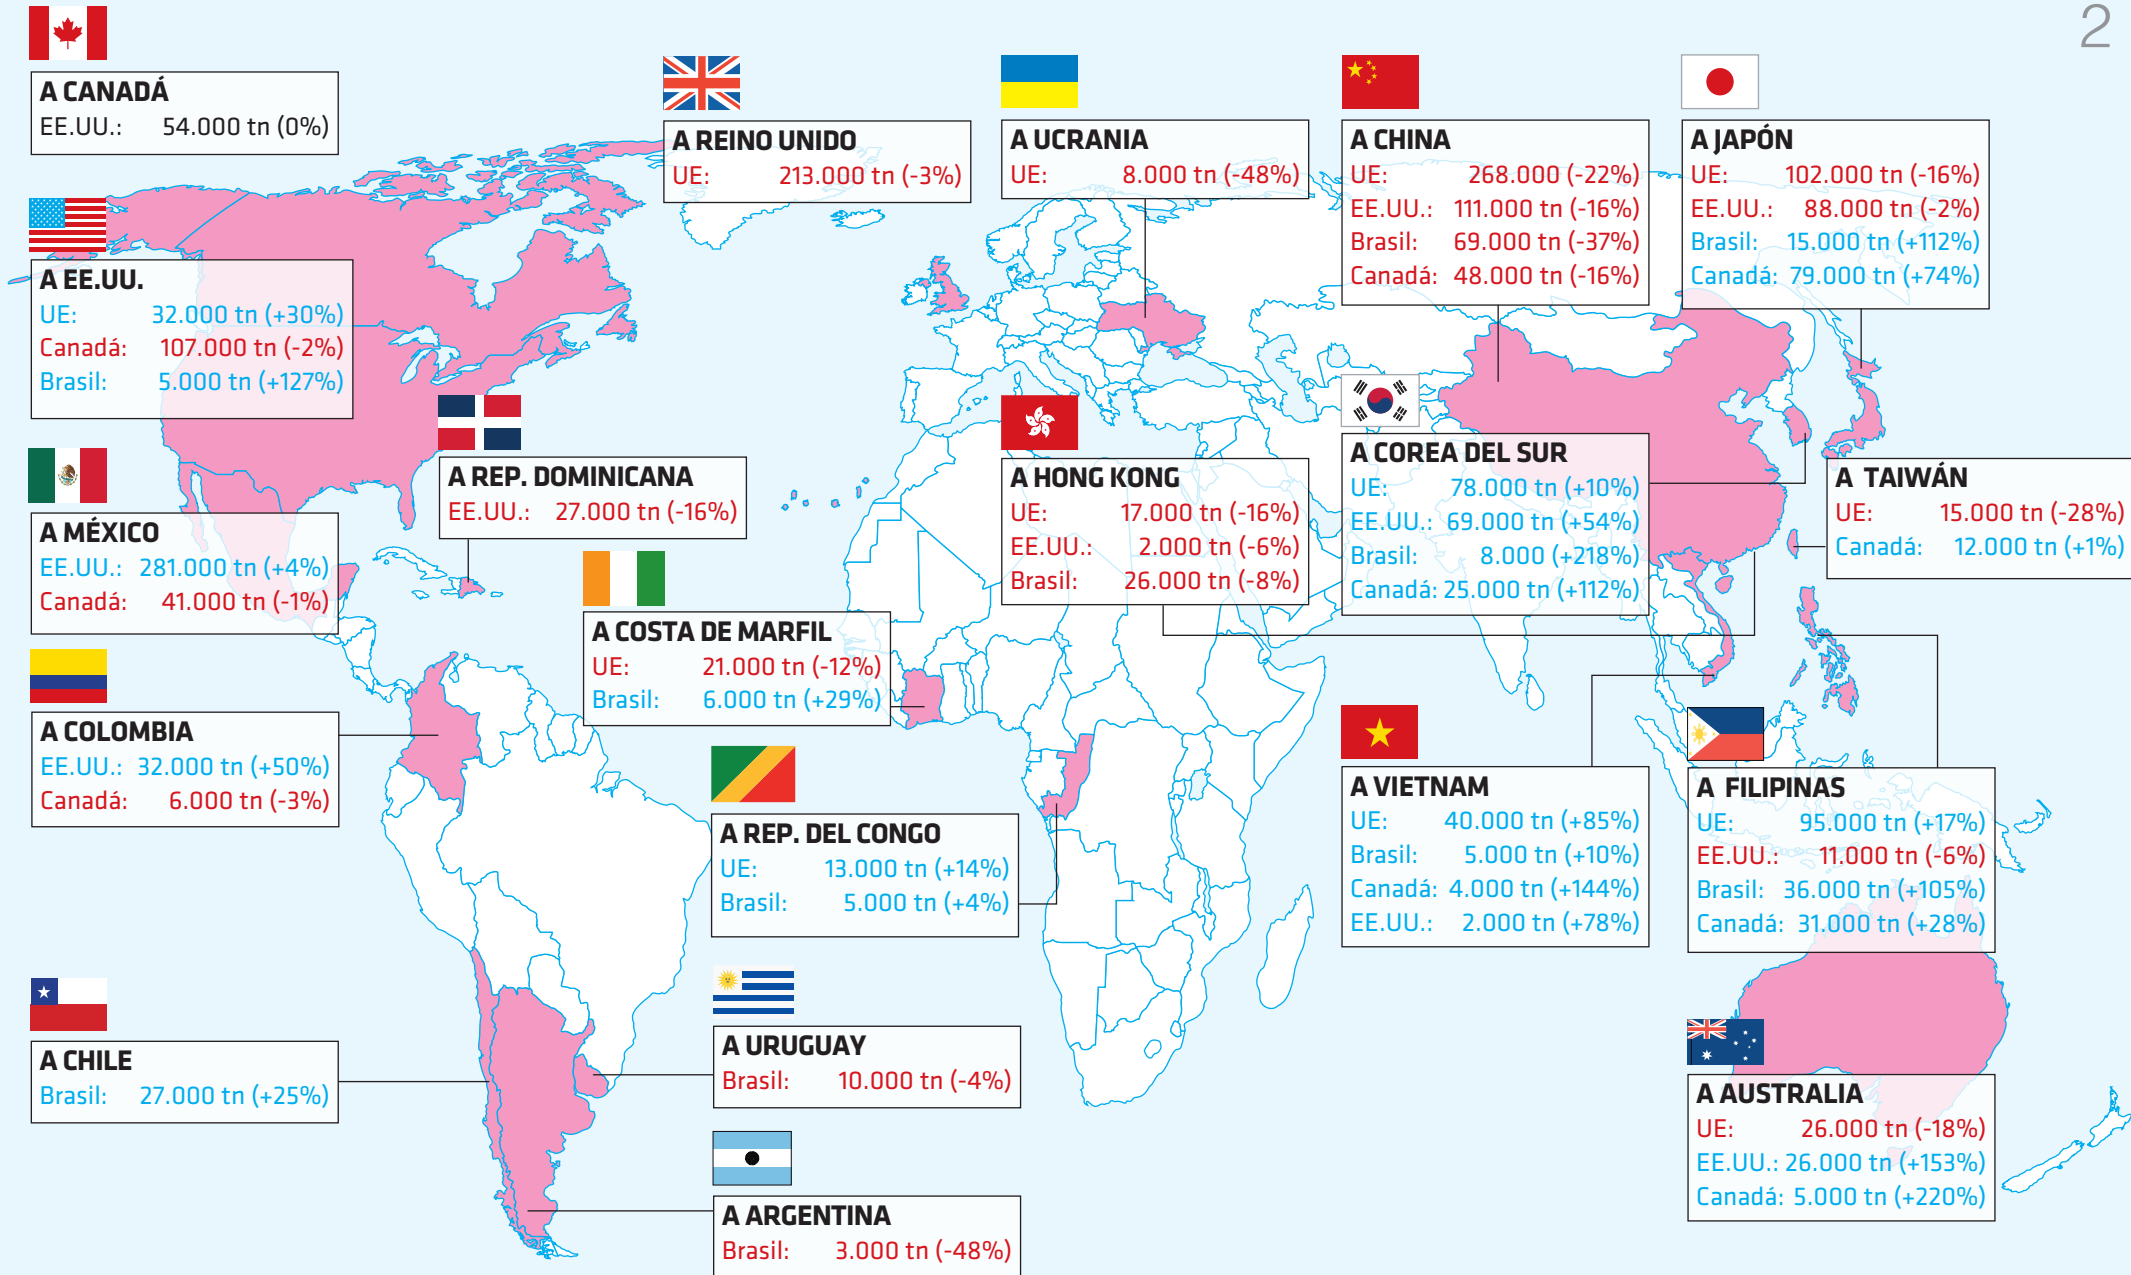 2
A CANADÁ
EE.UU.: 54.000 tn (0%)
A REINO UNIDO
UE: 213.000 tn (-3%)
A UCRANIA
UE: 8.000 tn (-48%)
A CHINA
UE: 268.000 (-22%)
EE.UU.: 111.000 tn (-16%)
Brasil: 69.000 tn (-37%)
Canadá: 48.000 tn (-16%)
A JAPÓN
UE: 102.000 tn (-16%)
EE.UU.: 88.000 tn (-2%)
Brasil: 15.000 tn (+112%)
Canadá: 79.000 tn (+74%)
A EE.UU.
UE: 32.000 tn (+30%)
Canadá: 107.000 tn (-2%)
Brasil: 5.000 tn (+127%)
A REP. DOMINICANA
EE.UU.: 27.000 tn (-16%)
A HONG KONG
UE: 17.000 tn (-16%)
EE.UU.: 2.000 tn (-6%)
Brasil: 26.000 tn (-8%)
A COREA DEL SUR
UE: 78.000 tn (+10%)
EE.UU.: 69.000 tn (+54%)
Brasil: 8.000 (+218%)
Canadá: 25.000 tn (+112%)
A TAIWÁN
UE: 15.000 tn (-28%)
Canadá: 12.000 tn (+1%)
A MÉXICO
EE.UU.: 281.000 tn (+4%)
Canadá: 41.000 tn (-1%)
A COSTA DE MARFIL
UE: 21.000 tn (-12%)
Brasil: 6.000 tn (+29%)
A COLOMBIA
EE.UU.: 32.000 tn (+50%)
Canadá: 6.000 tn (-3%)
A REP. DEL CONGO
UE: 13.000 tn (+14%)
Brasil: 5.000 tn (+4%)
A VIETNAM
UE: 40.000 tn (+85%)
Brasil: 5.000 tn (+10%)
Canadá: 4.000 tn (+144%)
EE.UU.: 2.000 tn (+78%)
A FILIPINAS
UE: 95.000 tn (+17%)
EE.UU.: 11.000 tn (-6%)
Brasil: 36.000 tn (+105%)
Canadá: 31.000 tn (+28%)
A CHILE
Brasil: 27.000 tn (+25%)
A URUGUAY
Brasil: 10.000 tn (-4%)
A AUSTRALIA
UE: 26.000 tn (-18%)
EE.UU.: 26.000 tn (+153%)
Canadá: 5.000 tn (+220%)
A ARGENTINA
Brasil: 3.000 tn (-48%)